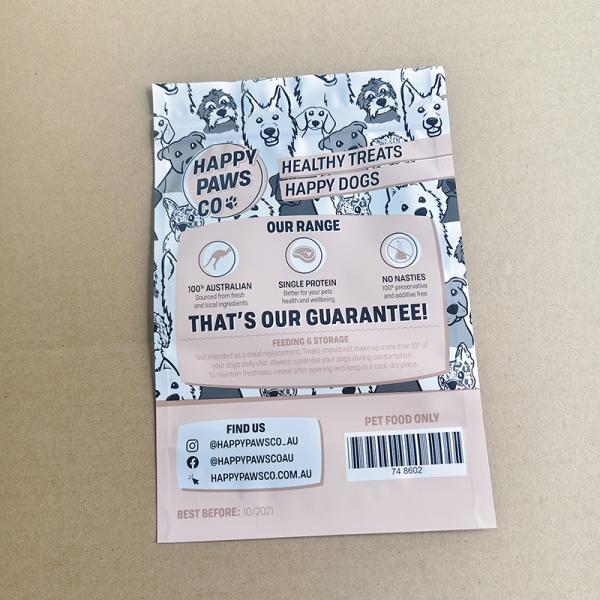 HAPPY
PAWS
CO
HEALTHY TREATS
HAPPY DOGS
OUR RANGE
100% AUSTRALIAN
Sourced from fresh
and local ingredients
SINGLE PROTEIN
Better for your pets
health and wellbeing
NO NASTIES
100% preservative
and additive free
THAT'S OUR GUARANTEE!
FEEDING & STORAGE
Not intended as a meal replacement. Treats should not make up more than 10% of
your dogs daily diet. Always supervise your dogs during consumption.
To maintain freshness, reseal after opening and keep in a cool, dry place.
FIND US
@HAPPYPAWSCO_AU
@HAPPYPAWSCOAU
HAPPYPAWSCO.COM.AU
PET FOOD ONLY
74 8602
BEST BEFORE: 10/2021